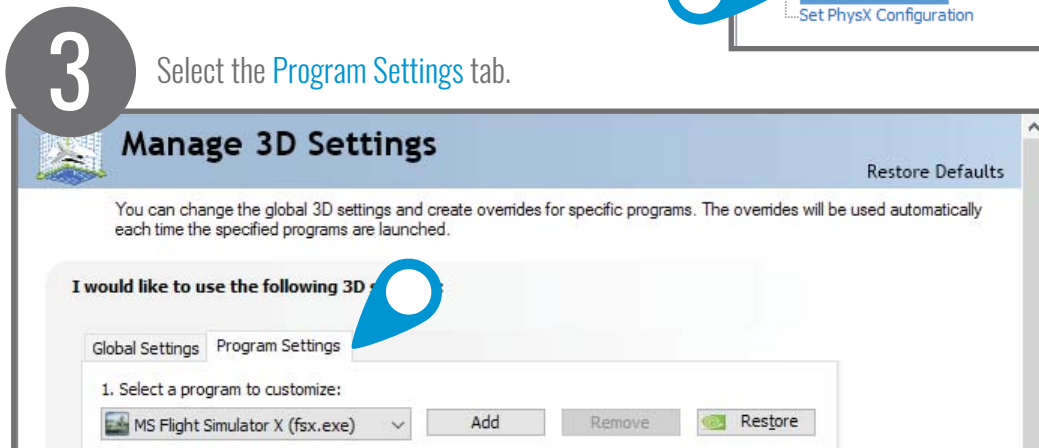 Set PhysX Configuration
3
Select the Program Settings tab.
Manage 3D Settings
Restore Defaults
You can change the global 3D settings and create overrides for specific programs. The overrides will be used automatically
each time the specified programs are launched.
I would like to use the following 3D :
Global Settings Program Settings
1. Select a program to customize:
MS Flight Simulator X (fsx.exe) Add Remove Restore